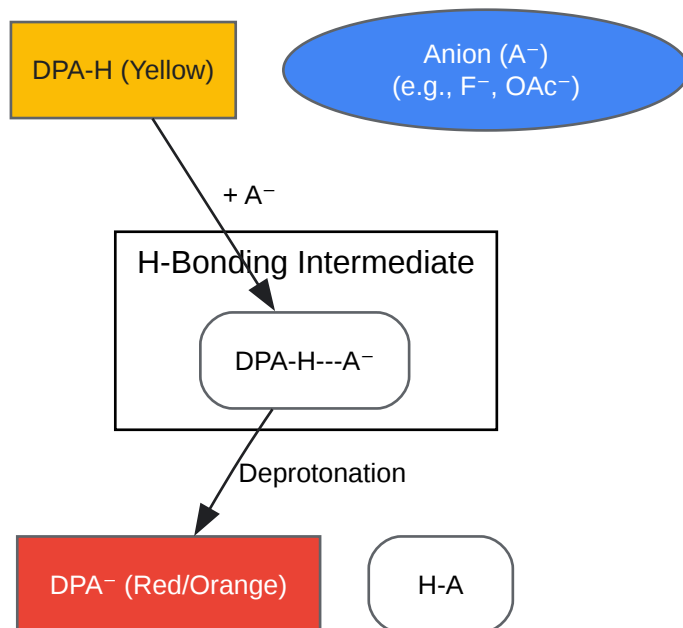 DPA-H (Yellow)
Anion (A⁻)
(e.g., F⁻, OAc⁻)
+ A⁻
H-Bonding Intermediate
DPA-H---A⁻
Deprotonation
DPA⁻ (Red/Orange)
H-A